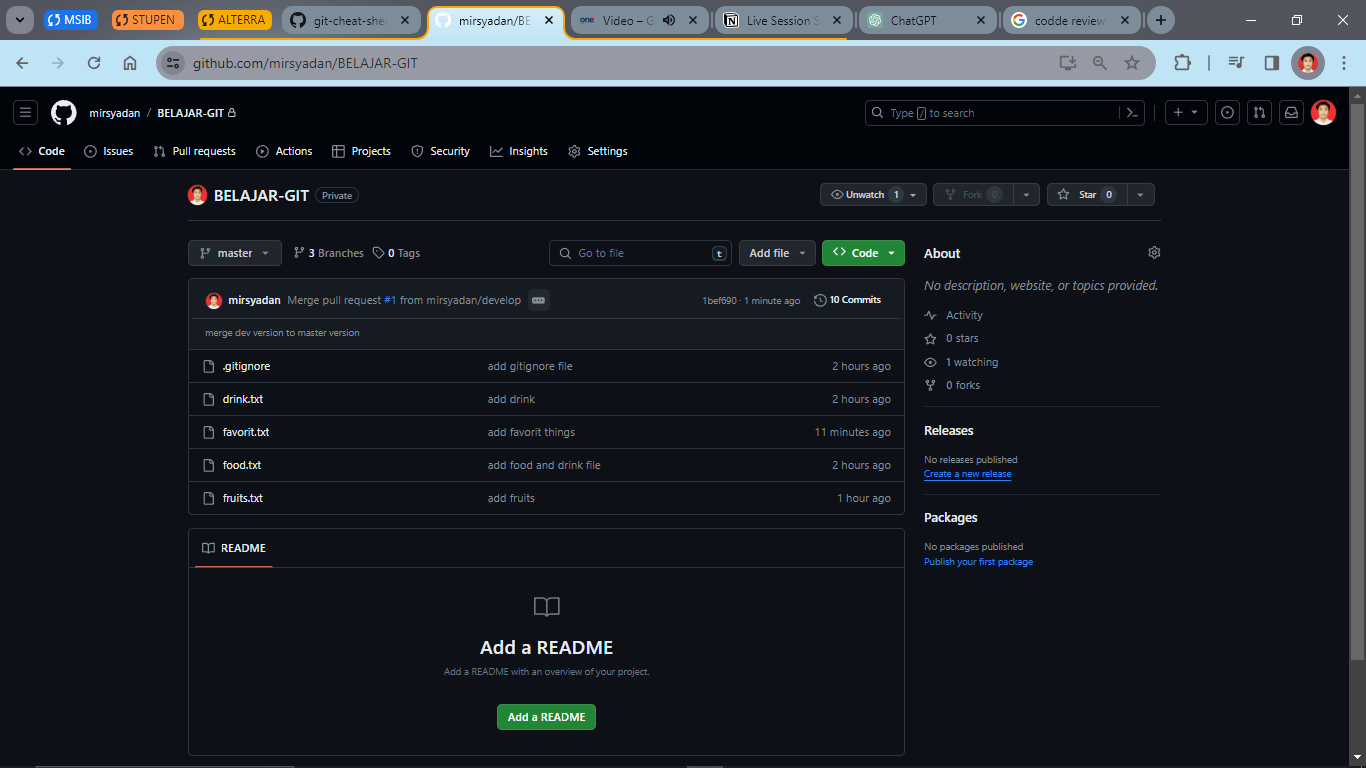 MSIB STUPEN ALTERRA git-cheat-shee mirsyadan/BE one Video – G Live Session S ChatGPT codde review
github.com/mirsyadan/BELAJAR-GIT
mirsyadan / BELAJAR-GIT
Type / to search
Code Issues Pull requests Actions Projects Security Insights Settings
BELAJAR-GIT Private
Unwatch 1 Fork 0 Star 0
master 3 Branches 0 Tags
Go to file t Add file Code
mirsyadan Merge pull request #1 from mirsyadan/develop 1bef690 · 1 minute ago 10 Commits
merge dev version to master version
.gitignore add gitignore file 2 hours ago
drink.txt add drink 2 hours ago
favorit.txt add favorit things 11 minutes ago
food.txt add food and drink file 2 hours ago
fruits.txt add fruits 1 hour ago
README
Add a README
Add a README with an overview of your project.
Add a README
About
No description, website, or topics provided.
Activity
0 stars
1 watching
0 forks
Releases
No releases published
Create a new release
Packages
No packages published
Publish your first package